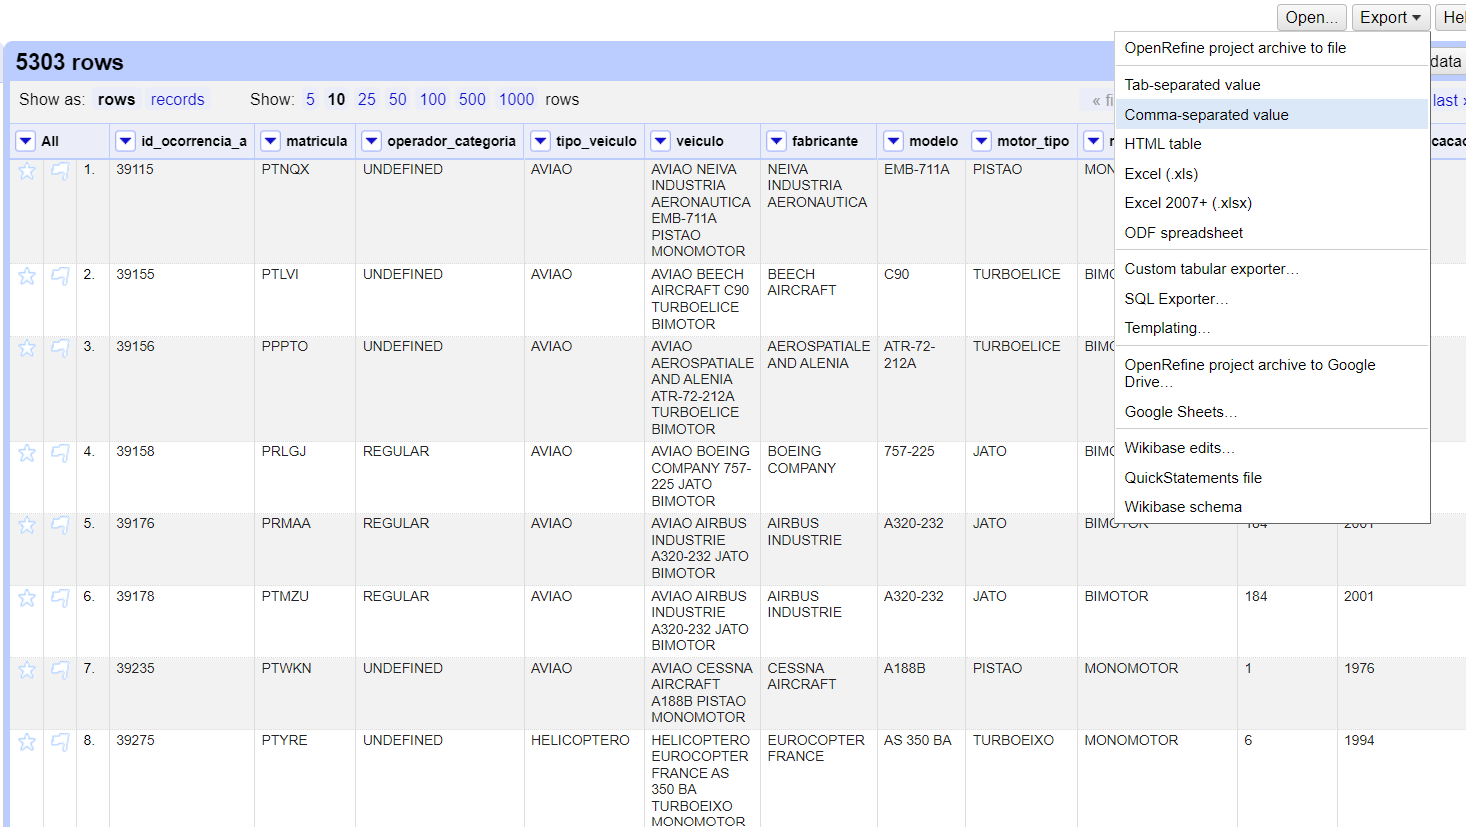 Open... Export Hel
5303 rows
OpenRefine project archive to file
data
Show as: rows records Show: 5 10 25 50 100 500 1000 rows « fi last ›
Tab-separated value
Comma-separated value
HTML table
Excel (.xls)
Excel 2007+ (.xlsx)
ODF spreadsheet
Custom tabular exporter…
SQL Exporter…
Templating…
OpenRefine project archive to Google
Drive…
Google Sheets…
Wikibase edits…
QuickStatements file
Wikibase schema
All id_ocorrencia_a matricula operador_categoria tipo_veiculo veiculo fabricante modelo motor_tipo
1. 39115 PTNQX UNDEFINED AVIAO AVIAO NEIVA NEIVA EMB-711A PISTAO MON
INDUSTRIA INDUSTRIA
AERONAUTICA AERONAUTICA
EMB-711A
PISTAO
MONOMOTOR
2. 39155 PTLVI UNDEFINED AVIAO AVIAO BEECH BEECH C90 TURBOELICE BIMO
AIRCRAFT C90 AIRCRAFT
TURBOELICE
BIMOTOR
3. 39156 PPPTO UNDEFINED AVIAO AVIAO AEROSPATIALE ATR-72- TURBOELICE BIMO
AEROSPATIALE AND ALENIA 212A
AND ALENIA
ATR-72-212A
TURBOELICE
BIMOTOR
4. 39158 PRLGJ REGULAR AVIAO AVIAO BOEING BOEING 757-225 JATO BIMO
COMPANY 757- COMPANY
225 JATO
BIMOTOR
5. 39176 PRMAA REGULAR AVIAO AVIAO AIRBUS AIRBUS A320-232 JATO BIMOTOR 184 2001
INDUSTRIE INDUSTRIE
A320-232 JATO
BIMOTOR
6. 39178 PTMZU REGULAR AVIAO AVIAO AIRBUS AIRBUS A320-232 JATO BIMOTOR 184 2001
INDUSTRIE INDUSTRIE
A320-232 JATO
BIMOTOR
7. 39235 PTWKN UNDEFINED AVIAO AVIAO CESSNA CESSNA A188B PISTAO MONOMOTOR 1 1976
AIRCRAFT AIRCRAFT
A188B PISTAO
MONOMOTOR
8. 39275 PTYRE UNDEFINED HELICOPTERO HELICOPTERO EUROCOPTER AS 350 BA TURBOEIXO MONOMOTOR 6 1994
EUROCOPTER FRANCE
FRANCE AS
350 BA
TURBOEIXO
MONOMOTOR